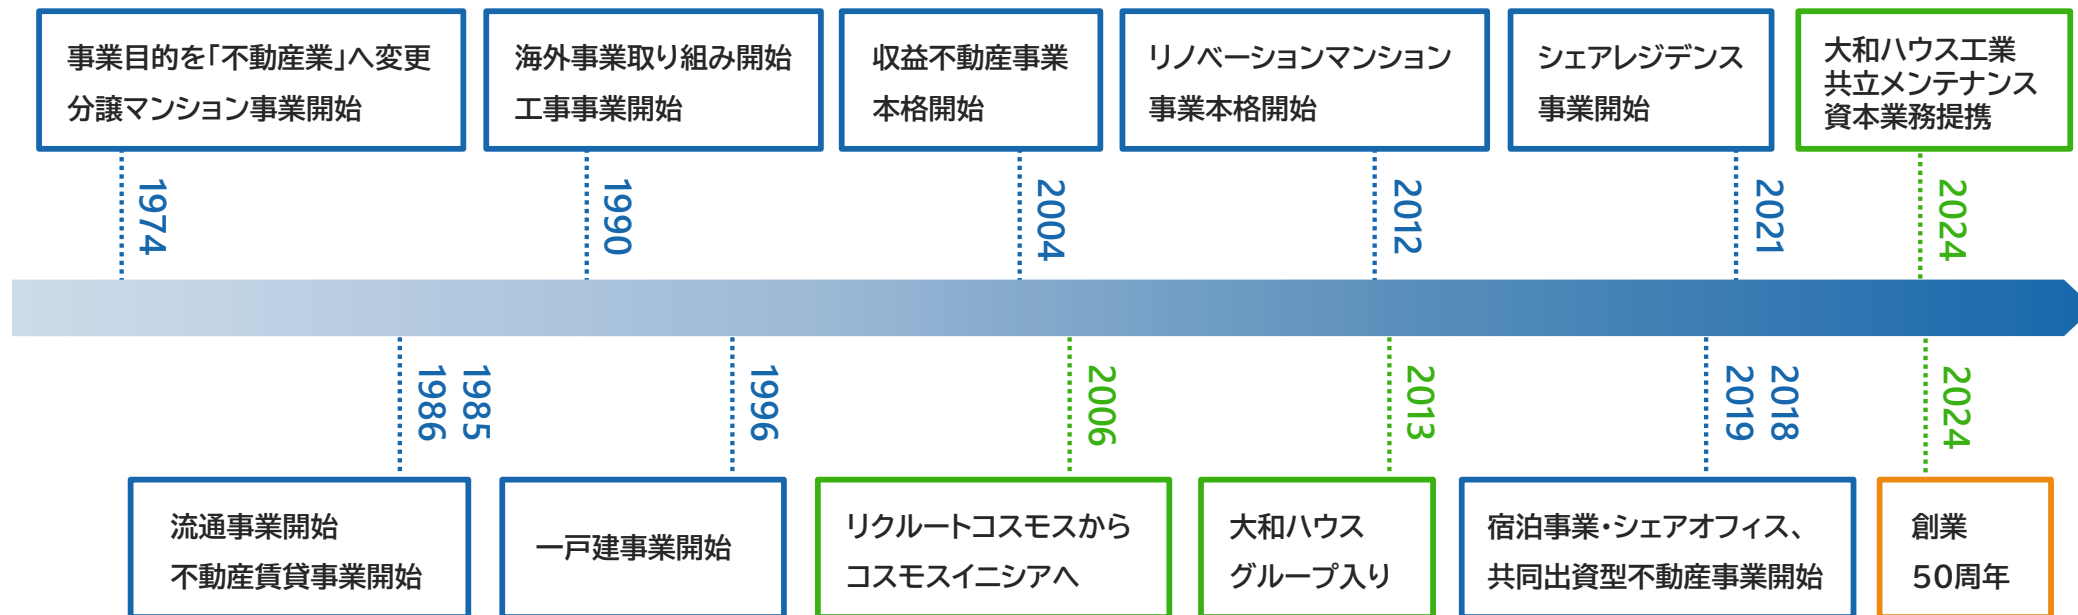 事業目的を「不動産業」へ変更
分譲マンション事業開始
海外事業取り組み開始
工事事業開始
収益不動産事業
本格開始
リノベーションマンション
事業本格開始
シェアレジデンス
事業開始
大和ハウス工業
共立メンテナンス
資本業務提携
1974
1990
2004
2012
2021
2024
1985
1986
1996
2006
2013
2018
2019
2024
流通事業開始
不動産賃貸事業開始
一戸建事業開始
リクルートコスモスから
コスモスイニシアへ
大和ハウス
グループ入り
宿泊事業・シェアオフィス、
共同出資型不動産事業開始
創業
50周年